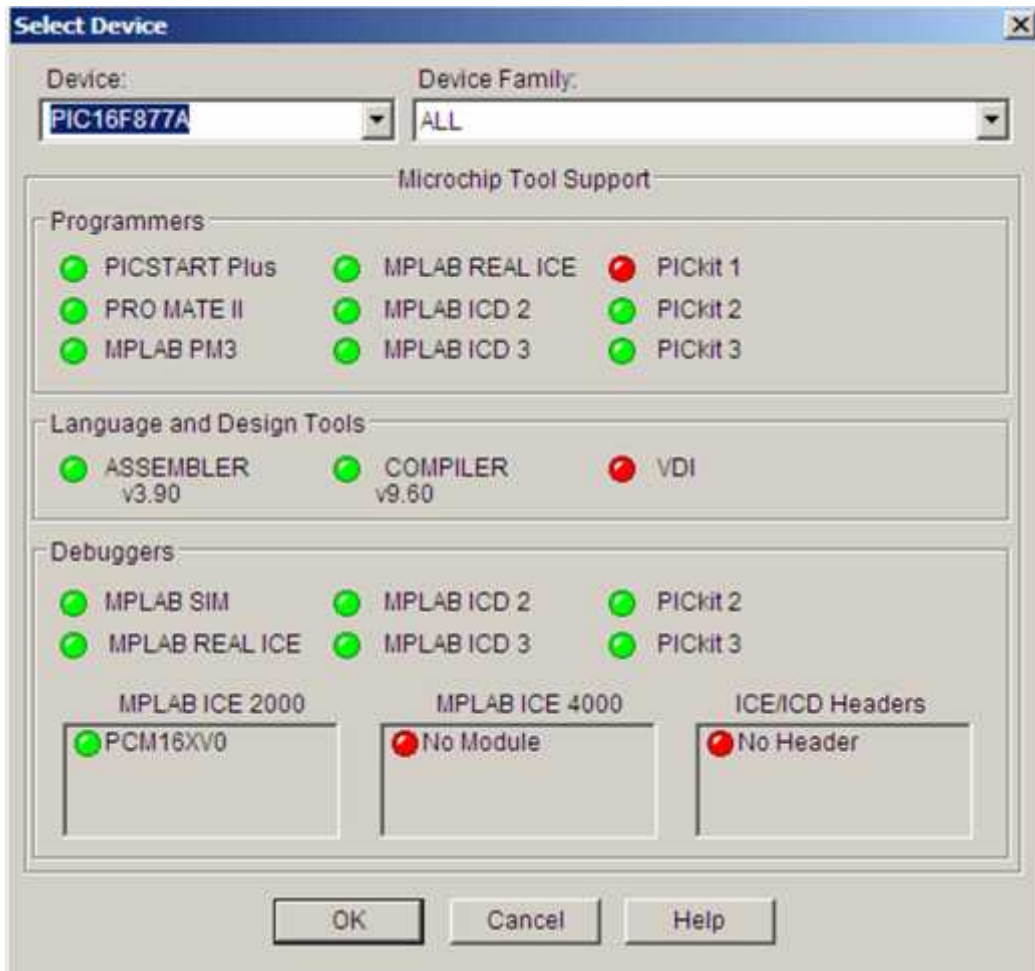 Select Device
Device: Device Family:
PIC16F877A ALL
Microchip Tool Support
Programmers
PICSTART Plus MPLAB REAL ICE PICkit 1
PRO MATE II MPLAB ICD 2 PICkit 2
MPLAB PM3 MPLAB ICD 3 PICkit 3
Language and Design Tools
ASSEMBLER COMPILER VDI
v3.90 v9.60
Debuggers
MPLAB SIM MPLAB ICD 2 PICkit 2
MPLAB REAL ICE MPLAB ICD 3 PICkit 3
MPLAB ICE 2000 MPLAB ICE 4000 ICE/ICD Headers
PCM16XV0 No Module No Header
OK Cancel Help